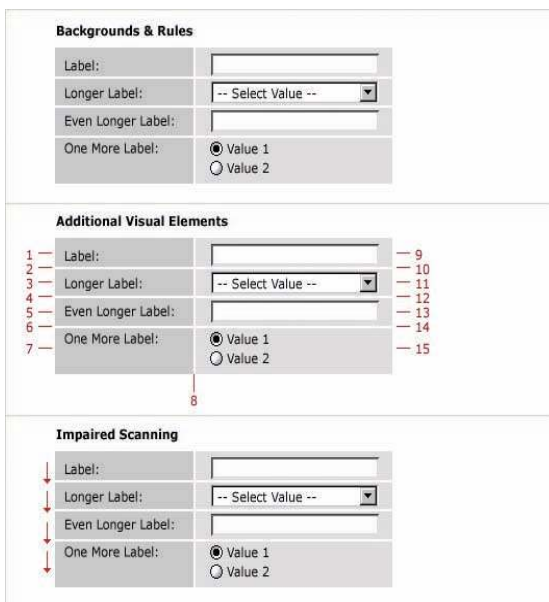 Backgrounds & Rules
Label:
Longer Label: -- Select Value --
Even Longer Label:
One More Label: Value 1
Value 2
Additional Visual Elements
1 Label: 9
2 10
3 Longer Label: -- Select Value -- 11
4 12
5 Even Longer Label: 13
6 14
7 One More Label: Value 1 15
Value 2
8
Impaired Scanning
Label:
Longer Label: -- Select Value --
Even Longer Label:
One More Label: Value 1
Value 2